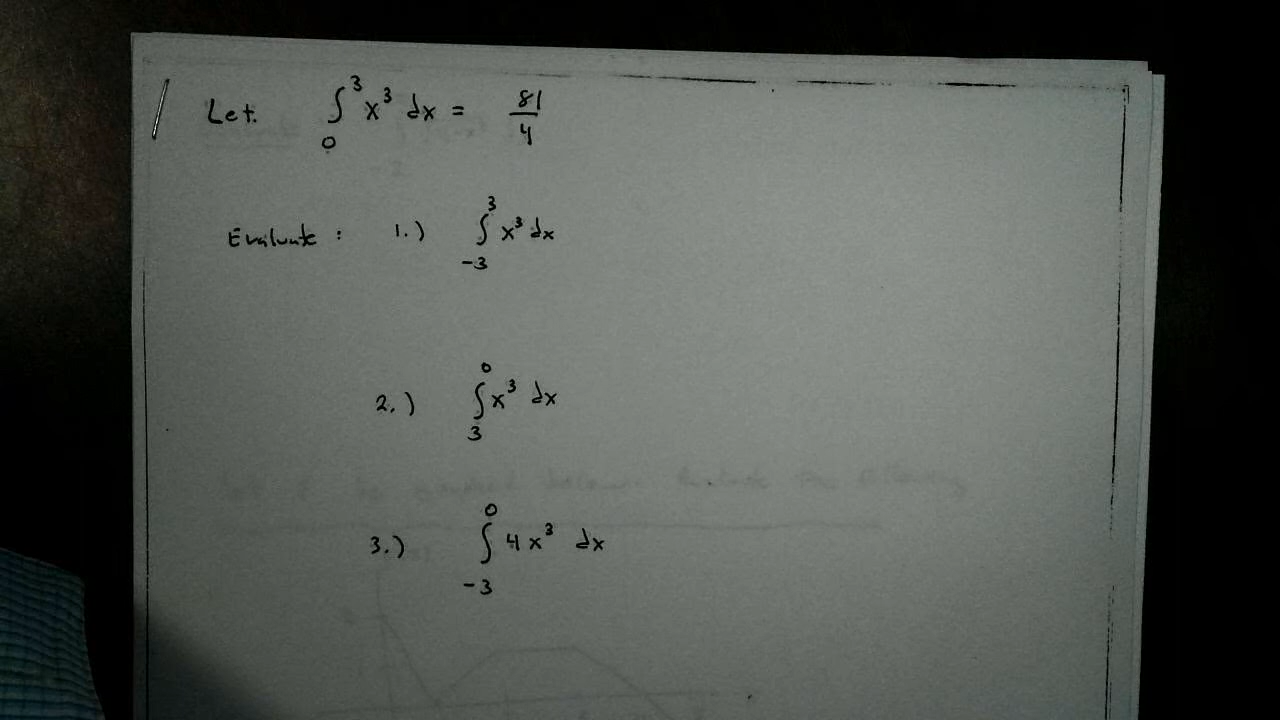 Let. ∫₀³ x³ dx = 81/4
Evaluate : 1.) ∫₋₃³ x³ dx
2.) ∫₃⁰ x³ dx
3.) ∫₋₃⁰ 4x³ dx